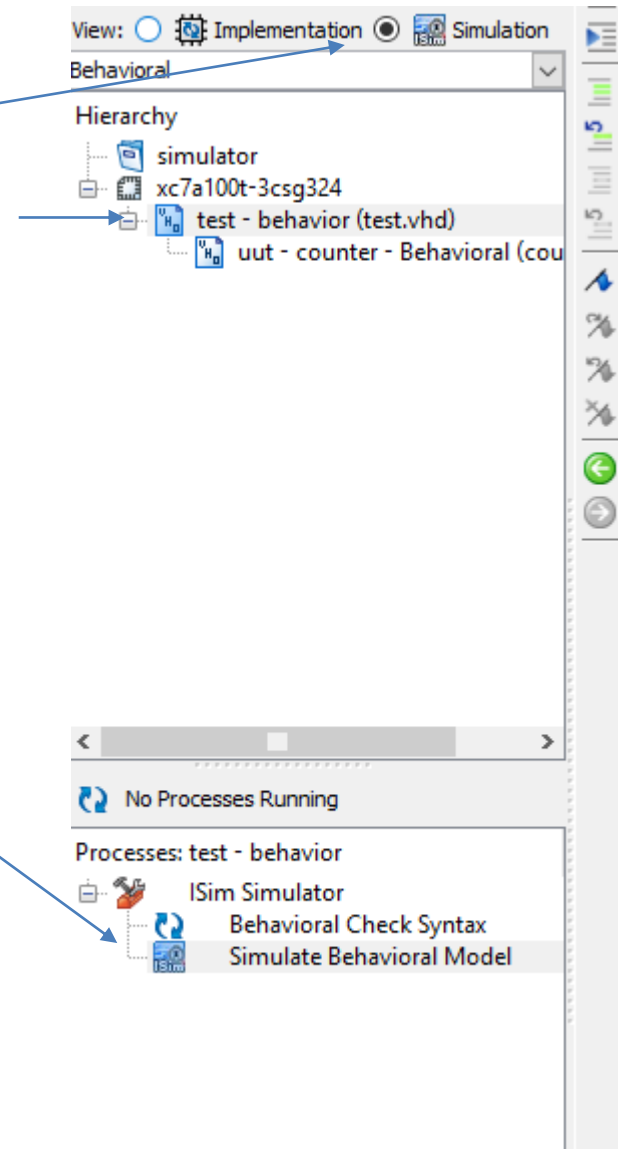 View: Implementation Simulation
Behavioral
Hierarchy
simulator
xc7a100t-3csg324
test - behavior (test.vhd)
uut - counter - Behavioral (cou
No Processes Running
Processes: test - behavior
ISim Simulator
Behavioral Check Syntax
Simulate Behavioral Model